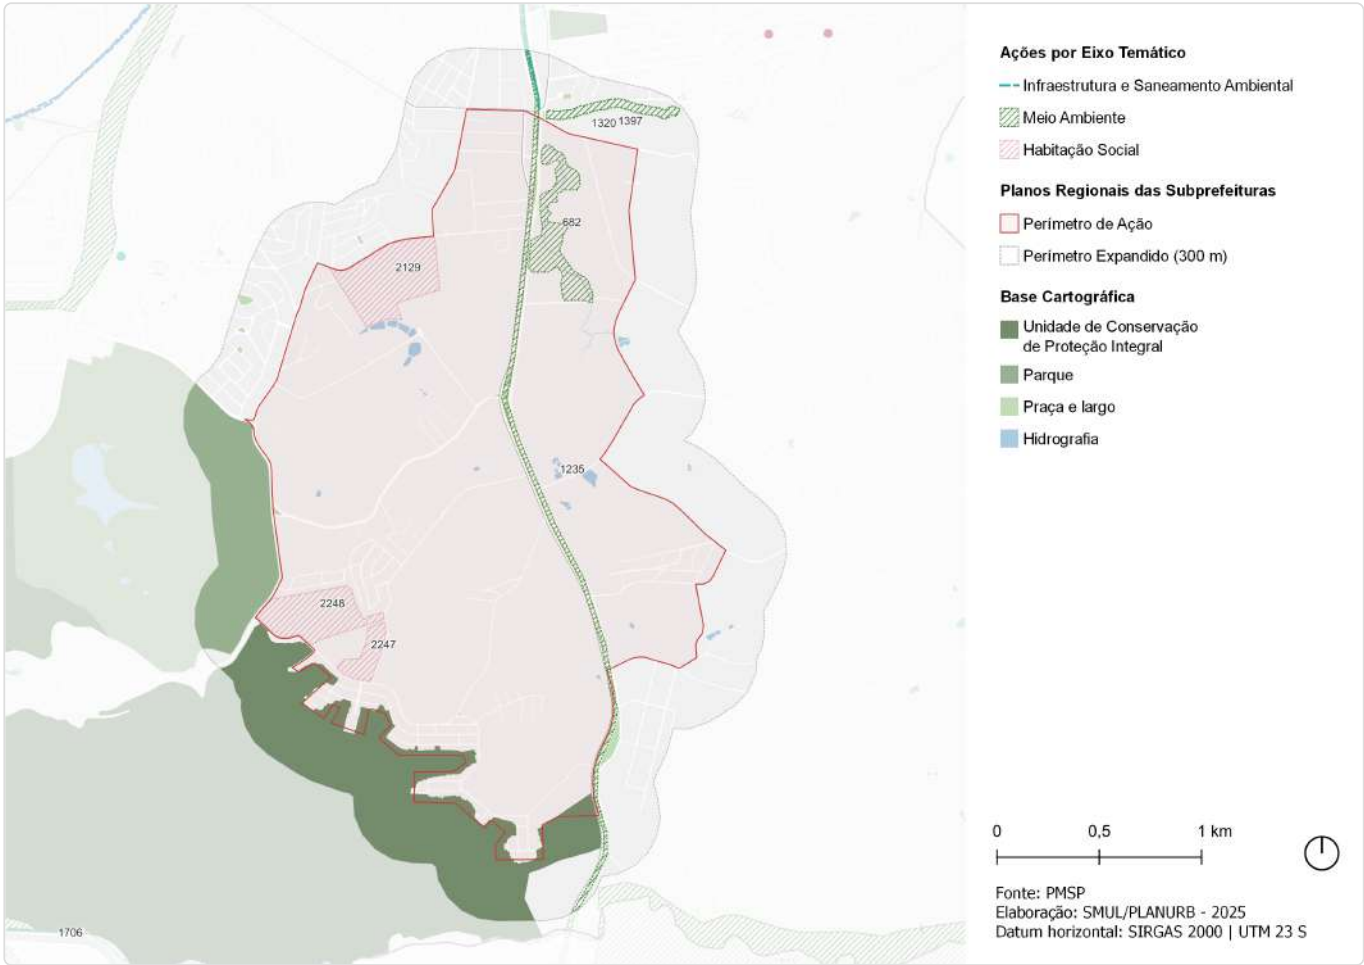 1320 1397
682
2129
1235
2248
2247
1706
Ações por Eixo Temático
Infraestrutura e Saneamento Ambiental
Meio Ambiente
Habitação Social
Planos Regionais das Subprefeituras
Perímetro de Ação
Perímetro Expandido (300 m)
Base Cartográfica
Unidade de Conservação
de Proteção Integral
Parque
Praça e largo
Hidrografia
0 0,5 1 km
Fonte: PMSP
Elaboração: SMUL/PLANURB - 2025
Datum horizontal: SIRGAS 2000 | UTM 23 S